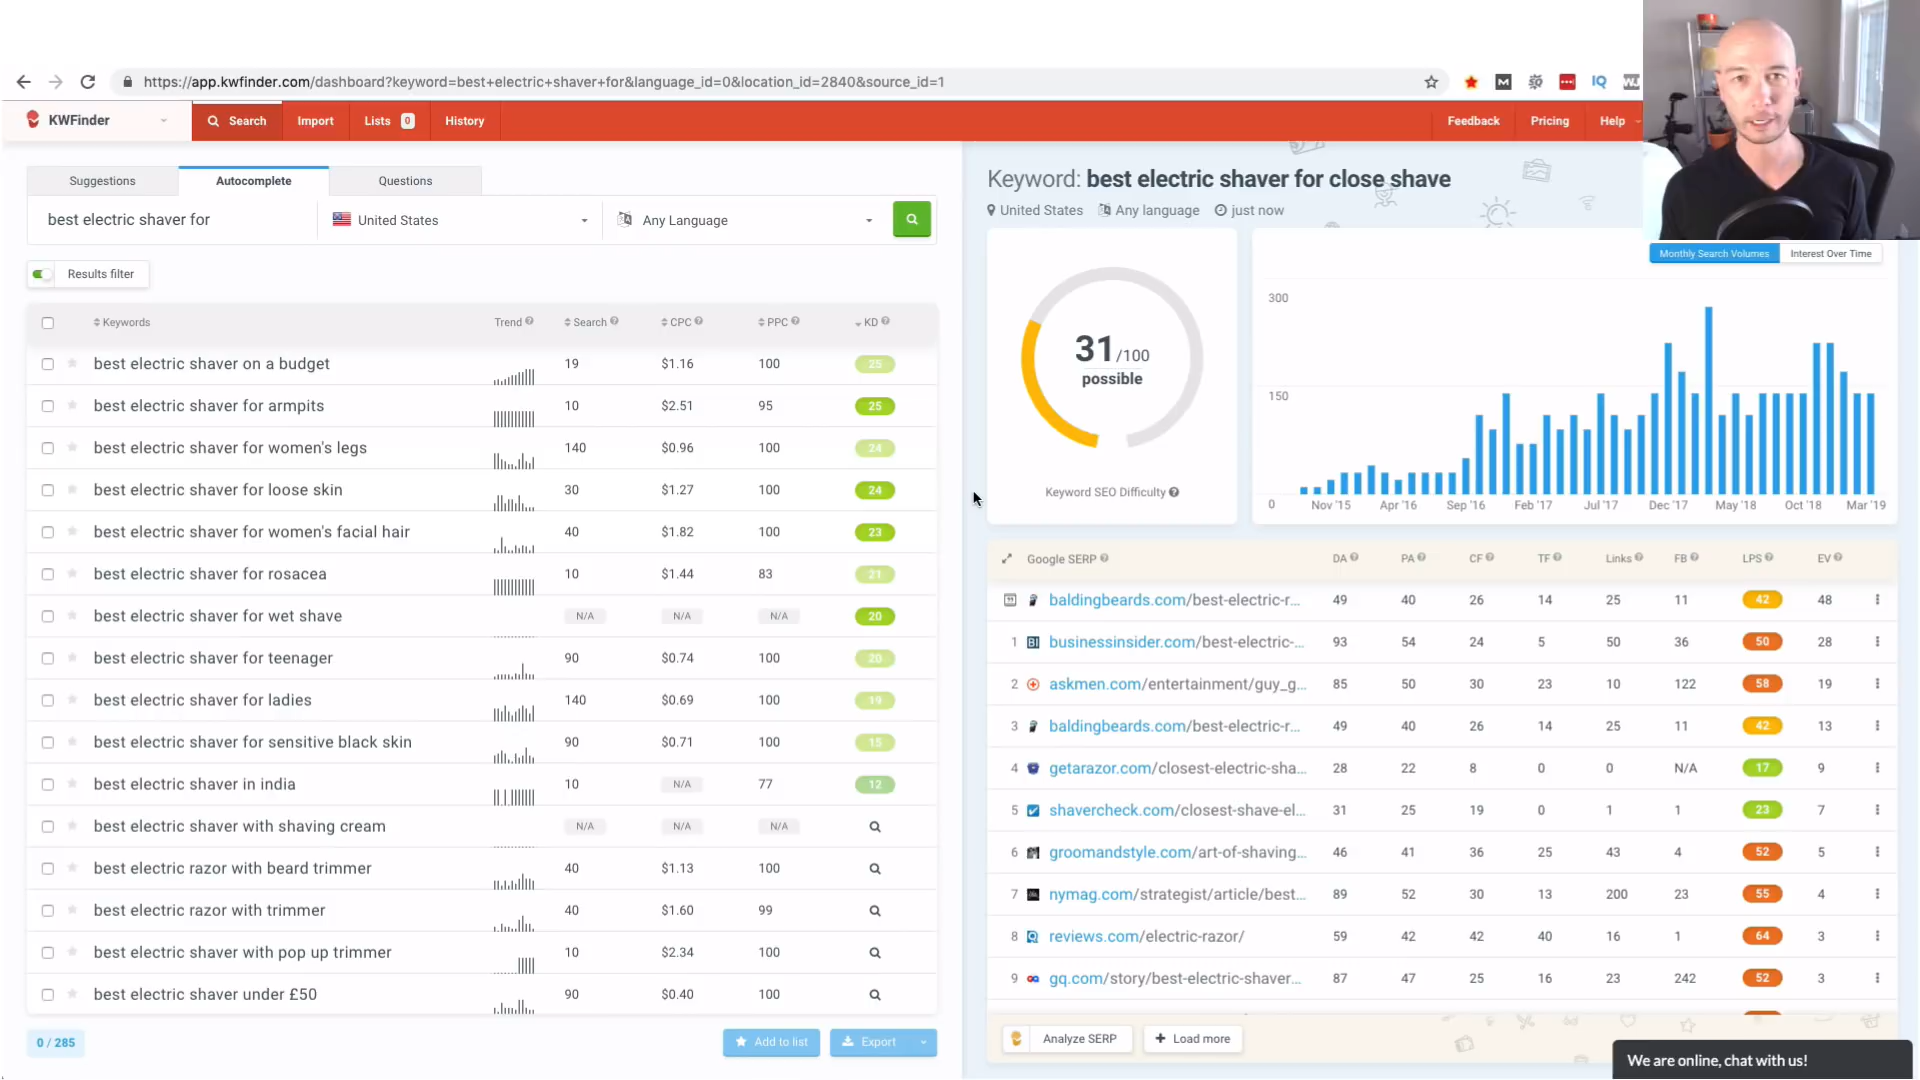 https://app.kwfinder.com/dashboard?keyword=best+electric+shaver+for&language_id=0&location_id=2840&source_id=1
KWFinder Search Import Lists 0 History Feedback Pricing Help
Suggestions Autocomplete Questions
best electric shaver for United States Any Language
Results filter
Keywords Trend Search CPC PPC KD
best electric shaver on a budget 19 $1.16 100 25
best electric shaver for armpits 10 $2.51 95 25
best electric shaver for women's legs 140 $0.96 100 24
best electric shaver for loose skin 30 $1.27 100 24
best electric shaver for women's facial hair 40 $1.82 100 23
best electric shaver for rosacea 10 $1.44 83 21
best electric shaver for wet shave N/A N/A N/A 20
best electric shaver for teenager 90 $0.74 100 20
best electric shaver for ladies 140 $0.69 100 19
best electric shaver for sensitive black skin 90 $0.71 100 15
best electric shaver in india 10 N/A 77 12
best electric shaver with shaving cream N/A N/A N/A
best electric razor with beard trimmer 40 $1.13 100
best electric razor with trimmer 40 $1.60 99
best electric shaver with pop up trimmer 10 $2.34 100
best electric shaver under £50 90 $0.40 100
0 / 285 Add to list Export
Keyword: best electric shaver for close shave
United States Any language just now
31/100
possible
Keyword SEO Difficulty
Monthly Search Volumes Interest Over Time
300
150
0
Nov '15 Apr '16 Sep '16 Feb '17 Jul '17 Dec '17 May '18 Oct '18 Mar '19
Google SERP DA PA CF TF Links FB LPS EV
baldingbeards.com/best-electric-r... 49 40 26 14 25 11 42 48
1 businessinsider.com/best-electric-... 93 54 24 5 50 36 50 28
2 askmen.com/entertainment/guy_g... 85 50 30 23 10 122 58 19
3 baldingbeards.com/best-electric-r... 49 40 26 14 25 11 42 13
4 getarazor.com/closest-electric-sha... 28 22 8 0 0 N/A 17 9
5 shavercheck.com/closest-shave-el... 31 25 19 0 1 1 23 7
6 groomandstyle.com/art-of-shaving... 46 41 36 25 43 4 52 5
7 nymag.com/strategist/article/best... 89 52 30 13 200 23 55 4
8 reviews.com/electric-razor/ 59 42 42 40 16 1 64 3
9 gq.com/story/best-electric-shaver... 87 47 25 16 23 242 52 3
Analyze SERP + Load more
We are online, chat with us!